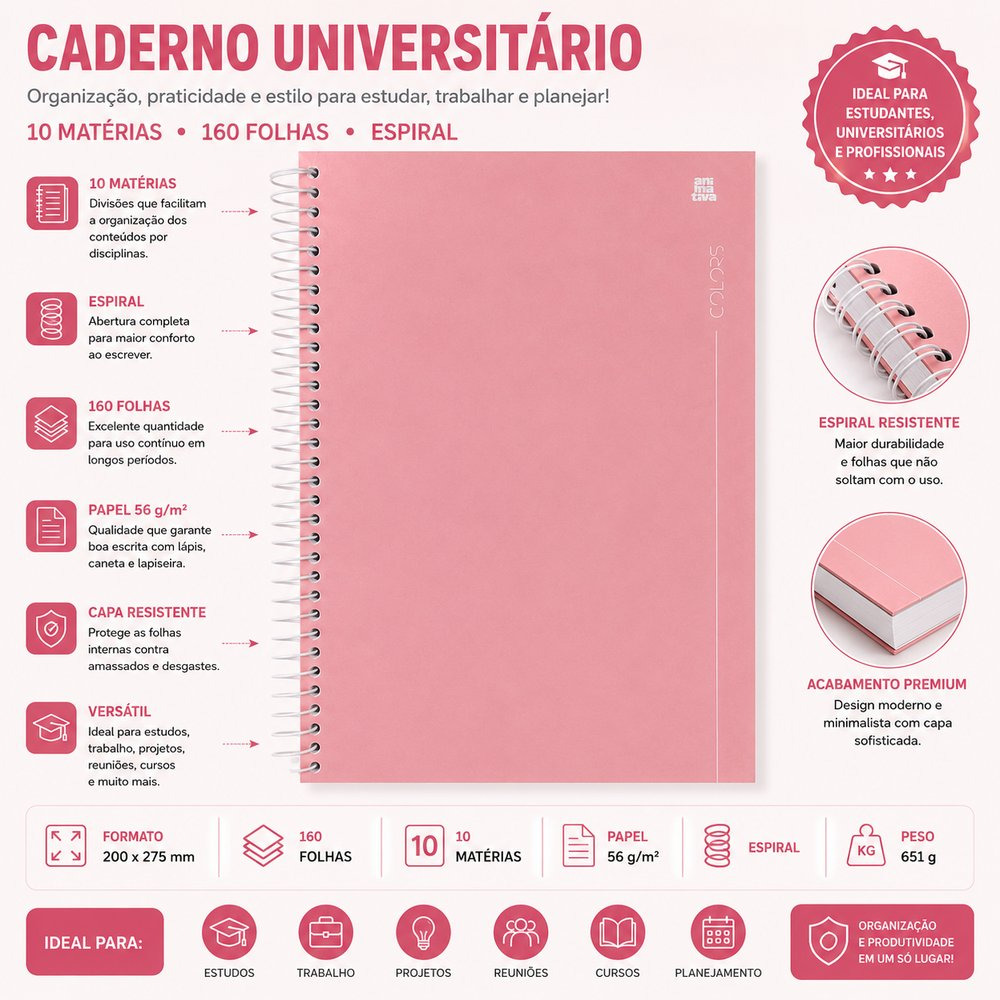 CADERNO UNIVERSITÁRIO
Organização, praticidade e estilo para estudar, trabalhar e planejar!
10 MATÉRIAS • 160 FOLHAS • ESPIRAL
IDEAL PARA
ESTUDANTES,
UNIVERSITÁRIOS
E PROFISSIONAIS
10 MATÉRIAS
Divisões que facilitam
a organização dos
conteúdos por
disciplinas.
ESPIRAL
Abertura completa
para maior conforto
ao escrever.
160 FOLHAS
Excelente quantidade
para uso contínuo em
longos períodos.
PAPEL 56 g/m²
Qualidade que garante
boa escrita com lápis,
caneta e lapiseira.
CAPA RESISTENTE
Protege as folhas
internas contra
amassados e desgastes.
VERSÁTIL
Ideal para estudos,
trabalho, projetos,
reuniões, cursos
e muito mais.
ani
ma
tiva
COLORS
ESPIRAL RESISTENTE
Maior durabilidade
e folhas que não
soltam com o uso.
ACABAMENTO PREMIUM
Design moderno e
minimalista com capa
sofisticada.
FORMATO
200 x 275 mm
160
FOLHAS
10
10
MATÉRIAS
PAPEL
56 g/m²
ESPIRAL
KG
PESO
651 g
IDEAL PARA:
ESTUDOS
TRABALHO
PROJETOS
REUNIÕES
CURSOS
PLANEJAMENTO
ORGANIZAÇÃO
E PRODUTIVIDADE
EM UM SÓ LUGAR!